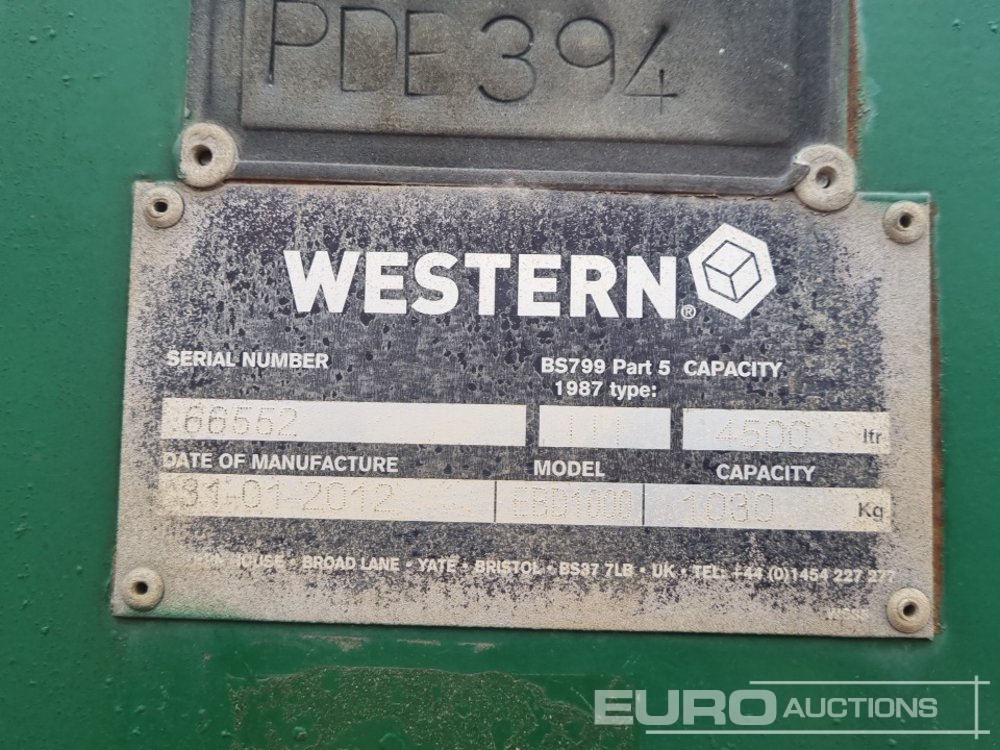 PDE394
WESTERN®
SERIAL NUMBER
BS799 Part 5 CAPACITY
1987 type:
66552 III 4500 ltr
DATE OF MANUFACTURE MODEL CAPACITY
31-01-2012 EBD1000 1030 Kg
HOUSE · BROAD LANE · YATE · BRISTOL · BS37 7LB · UK · TEL: +44 (0)1454 227 277
EURO AUCTIONS